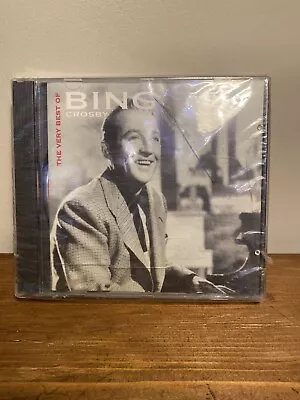 THE VERY BEST OF
BING
CROSBY